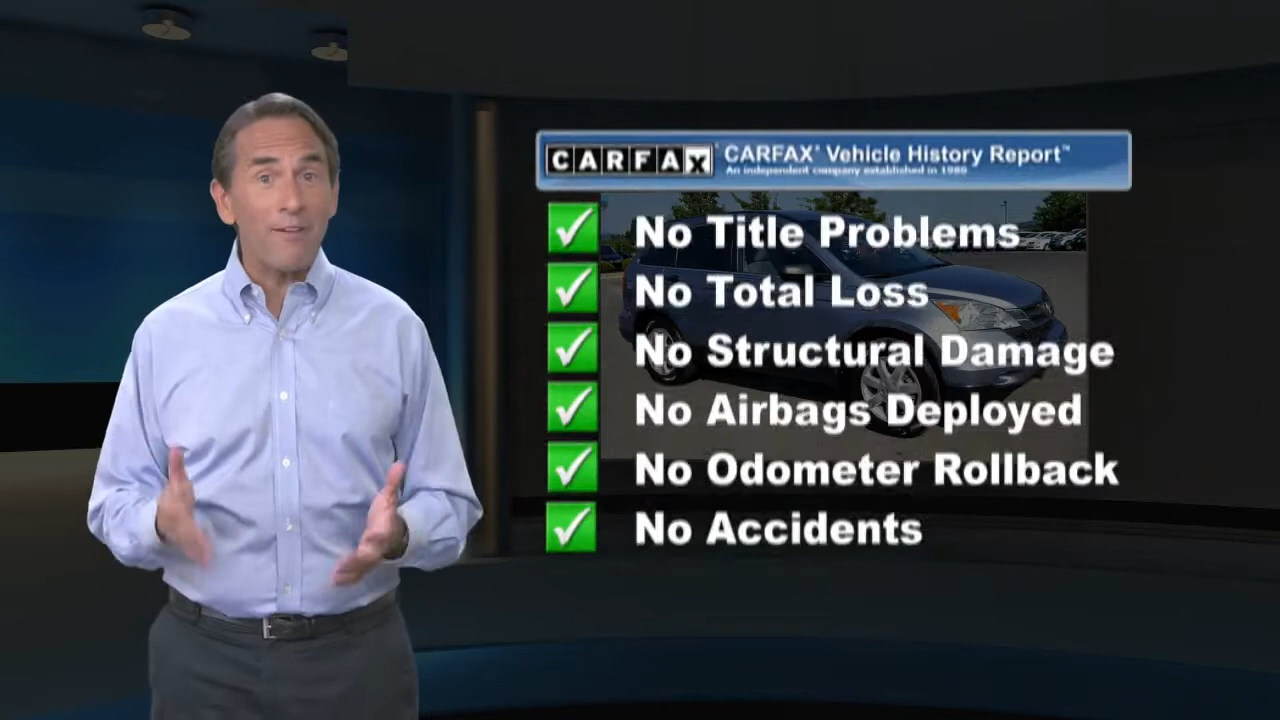 CARFAX CARFAX® Vehicle History Report™
An independent company established in 1986
No Title Problems
No Total Loss
No Structural Damage
No Airbags Deployed
No Odometer Rollback
No Accidents